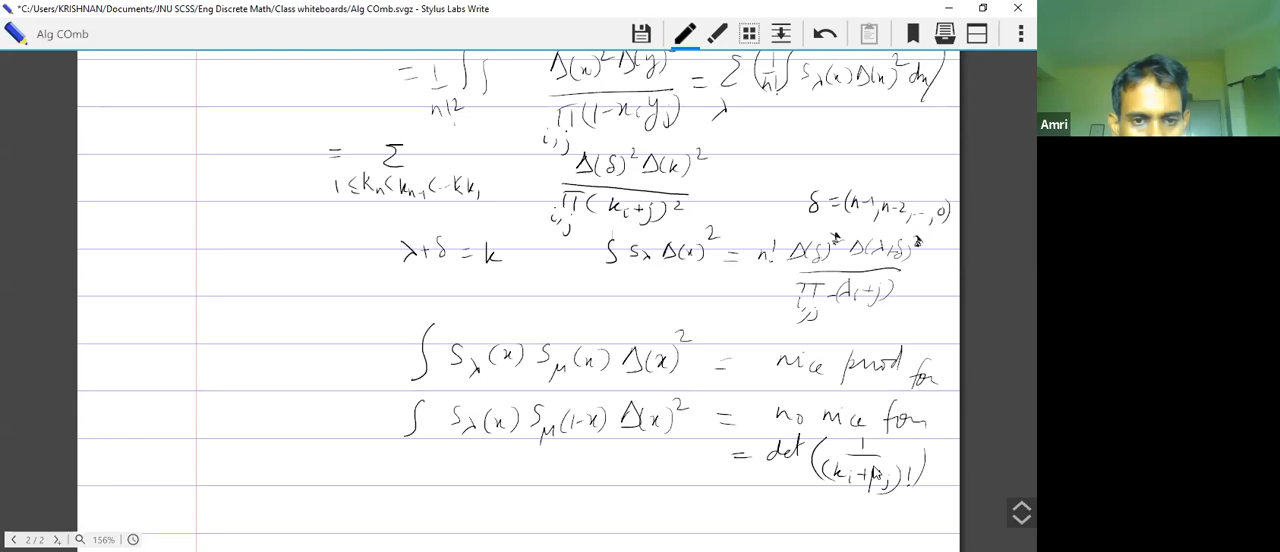 *C:/Users/KRISHNAN/Documents/JNU SCSS/Eng Discrete Math/Class whiteboards/Alg COmb.svgz - Stylus Labs Write
Alg COmb
= 1/n!² ∫∫ Δ(x)² Δ(y)² / ∏_{i,j} (1-x_i y_j) = Σ_λ (1/n! ∫ s_λ(x) Δ(x)² dx)
Amri
= Σ_{1≤k_n<k_{n-1}<...<k_1} Δ(δ)² Δ(k)² / ∏_{i,j} (k_i+j)²
δ = (n-1, n-2, ..., 0)
λ+δ = k
∫ s_λ Δ(x)² = n! Δ(δ) Δ(λ+δ) / ∏_{i,j} (λ_i+j)
∫ s_λ(x) s_μ(x) Δ(x)² = nice prod for
∫ s_λ(x) s_μ(1-x) Δ(x)² = no nice form
= det (1/(k_i+ j)!)
2 / 2
156%